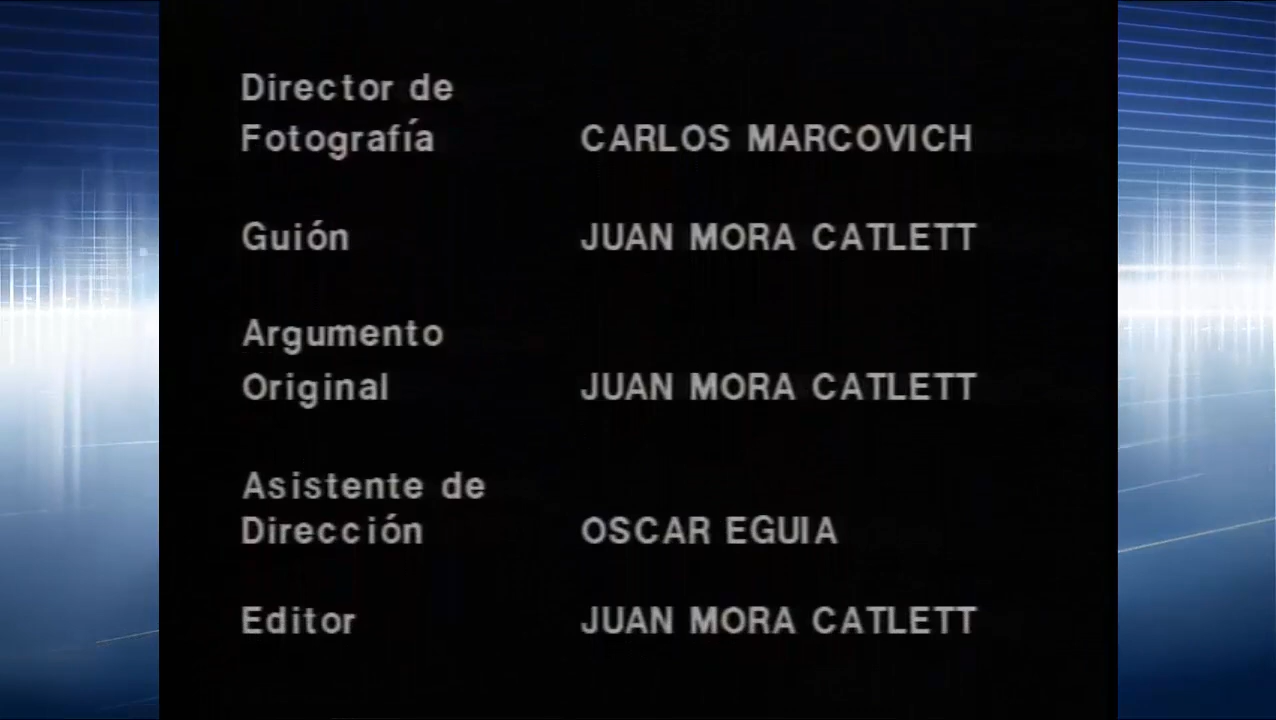 Director de
Fotografía CARLOS MARCOVICH
Guión JUAN MORA CATLETT
Argumento
Original JUAN MORA CATLETT
Asistente de
Dirección OSCAR EGUIA
Editor JUAN MORA CATLETT